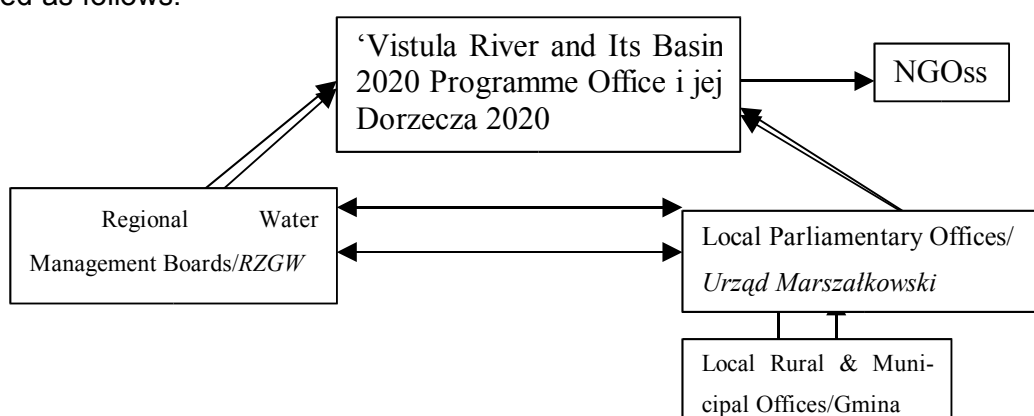 ed as follows:
‘Vistula River and Its Basin
2020 Programme Office i jej
Dorzecza 2020
NGOss
Regional Water
Management Boards/RZGW
Local Parliamentary Offices/
Urząd Marszałkowski
Local Rural & Muni-
cipal Offices/Gmina